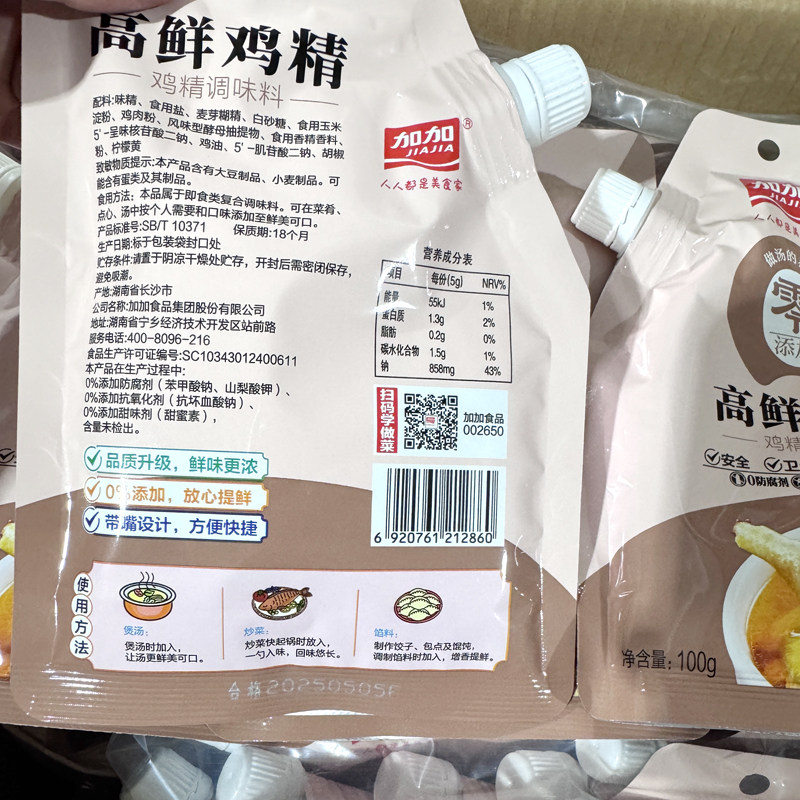 高鲜鸡精
鸡精调味料
配料:味精、食用盐、麦芽糊精、白砂糖、食用玉米
淀粉、鸡肉粉、风味型酵母抽提物、食用香精香料、
5'-呈味核苷酸二钠、鸡油、5'-肌苷酸二钠、胡椒
粉、柠檬黄
致敏物质提示:本产品含有大豆制品、小麦制品。可
能含有蛋类及其制品。
食用方法:本品属于即食类复合调味料。可在菜肴、
点心、汤中按个人需要和口味添加至鲜美可口。
产品标准号:SB/T 10371 保质期:18个月
生产日期:标于包装袋封口处
贮存条件:请置于阴凉干燥处贮存,开封后需密闭保存,
避免吸潮。
产地:湖南省长沙市
公司名称:加加食品集团股份有限公司
地址:湖南省宁乡经济技术开发区站前路
服务电话:400-8096-216
食品生产许可证编号:SC10343012400611
本产品在生产过程中:
0%添加防腐剂(苯甲酸钠、山梨酸钾)、
0%添加抗氧化剂(抗坏血酸钠)、
0%添加甜味剂(甜蜜素),
含量未检出。
加加®
JIAJIA
人人都是美食家
营养成分表
项目 每份(5g) NRV%
能量 55kJ 1%
蛋白质 1.3g 2%
脂肪 0.2g 0%
碳水化合物 1.5g 1%
钠 858mg 43%
扫码学做菜
加加食品
002650
6 920761 212860
品质升级,鲜味更浓
0%添加,放心提鲜
带嘴设计,方便快捷
使用方法
煲汤:
煲汤时加入,
让汤更鲜美可口。
炒菜:
炒菜快起锅时放入,
一勺入味,回味悠长。
馅料:
制作饺子、包点及馄饨,
调制馅料时加入,增香提鲜。
合格20250505F
加加
JIAJIA
人人都是
做汤的
零
添
高鲜
鸡精
安全
卫
0防腐剂
净含量:100g